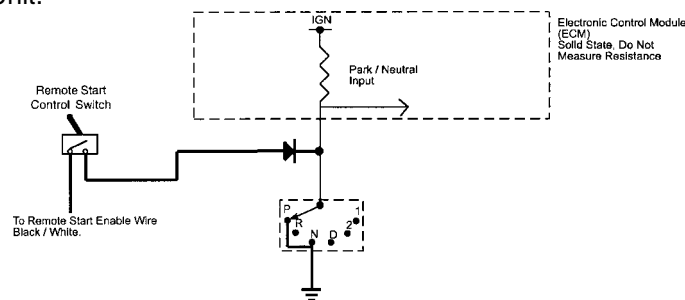 IGN
Electronic Control Module
(ECM)
Solid State, Do Not
Measure Resistance
Park / Neutral
Input
Remote Start
Control Switch
To Remote Start Enable Wire
Black / White.
P
R
N
D
2
1